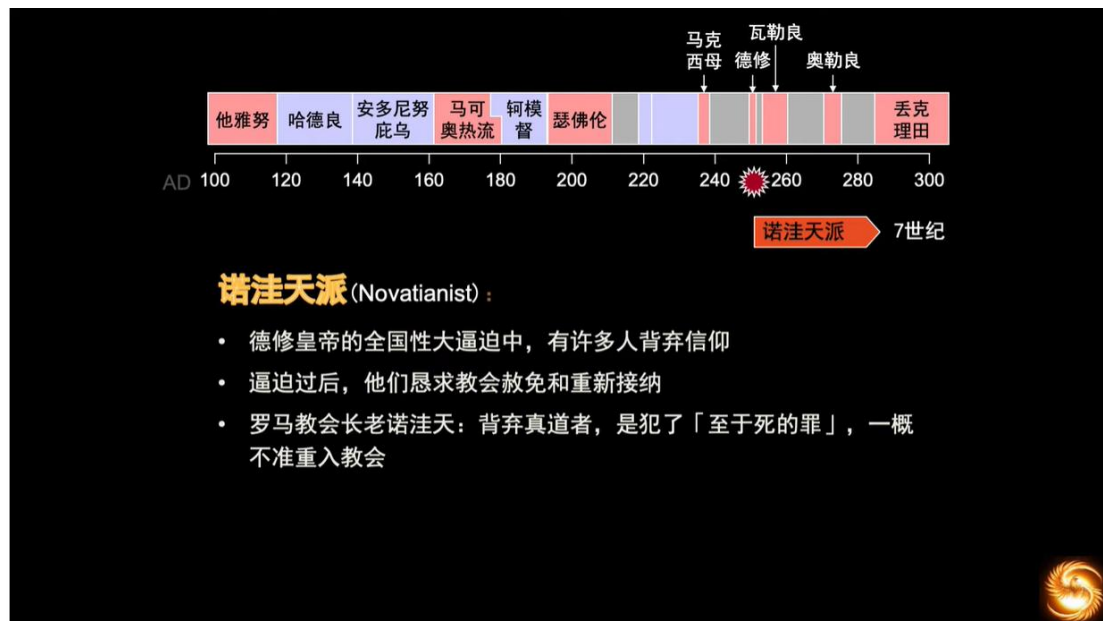 瓦勒良
马克
西母
德修
奥勒良
他雅努
哈德良
安多尼努
庇乌
马可
奥热流
钶模
督
瑟佛伦
丢克
理田
AD 100 120 140 160 180 200 220 240 260 280 300
诺洼天派
7世纪
诺洼天派(Novatianist)：
• 德修皇帝的全国性大逼迫中，有许多人背弃信仰
• 逼迫过后，他们恳求教会赦免和重新接纳
• 罗马教会长老诺洼天：背弃真道者，是犯了「至于死的罪」，一概
不准重入教会